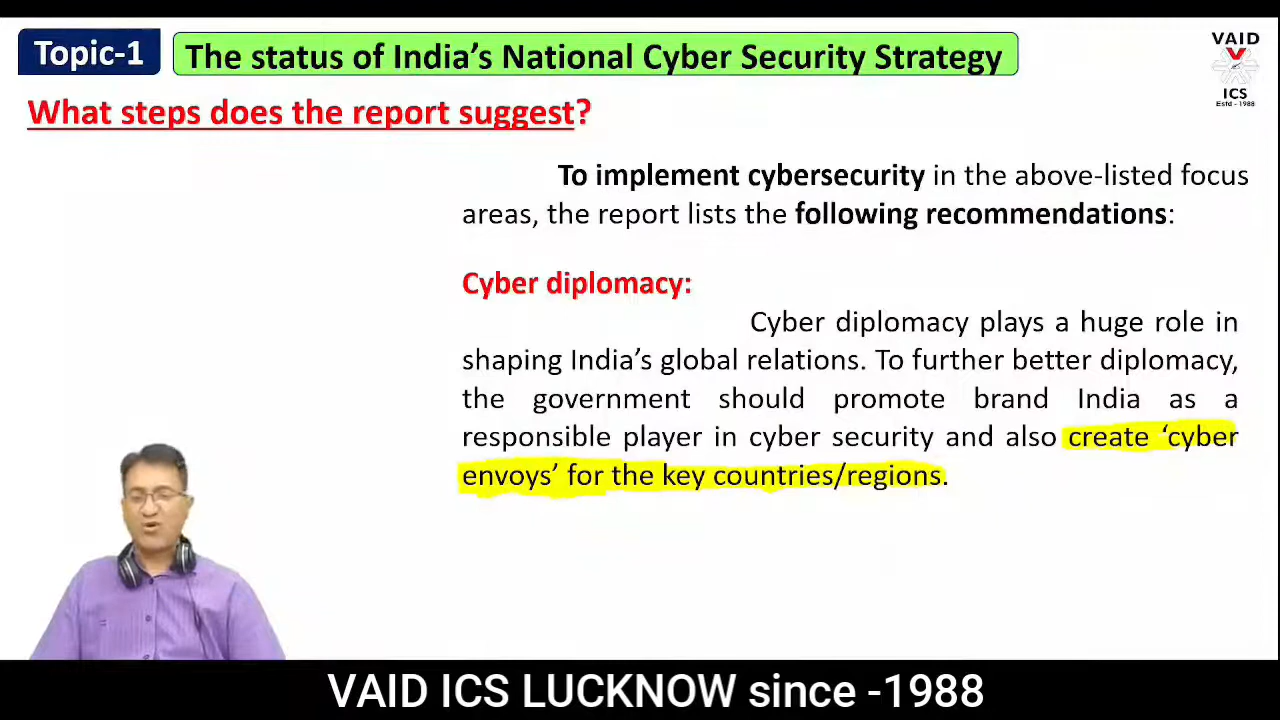 Topic-1
The status of India's National Cyber Security Strategy
VAID
ICS
Estd - 1988
What steps does the report suggest?
To implement cybersecurity in the above-listed focus
areas, the report lists the following recommendations:
Cyber diplomacy:
Cyber diplomacy plays a huge role in
shaping India's global relations. To further better diplomacy,
the government should promote brand India as a
responsible player in cyber security and also create ‘cyber
envoys’ for the key countries/regions.
VAID ICS LUCKNOW since -1988